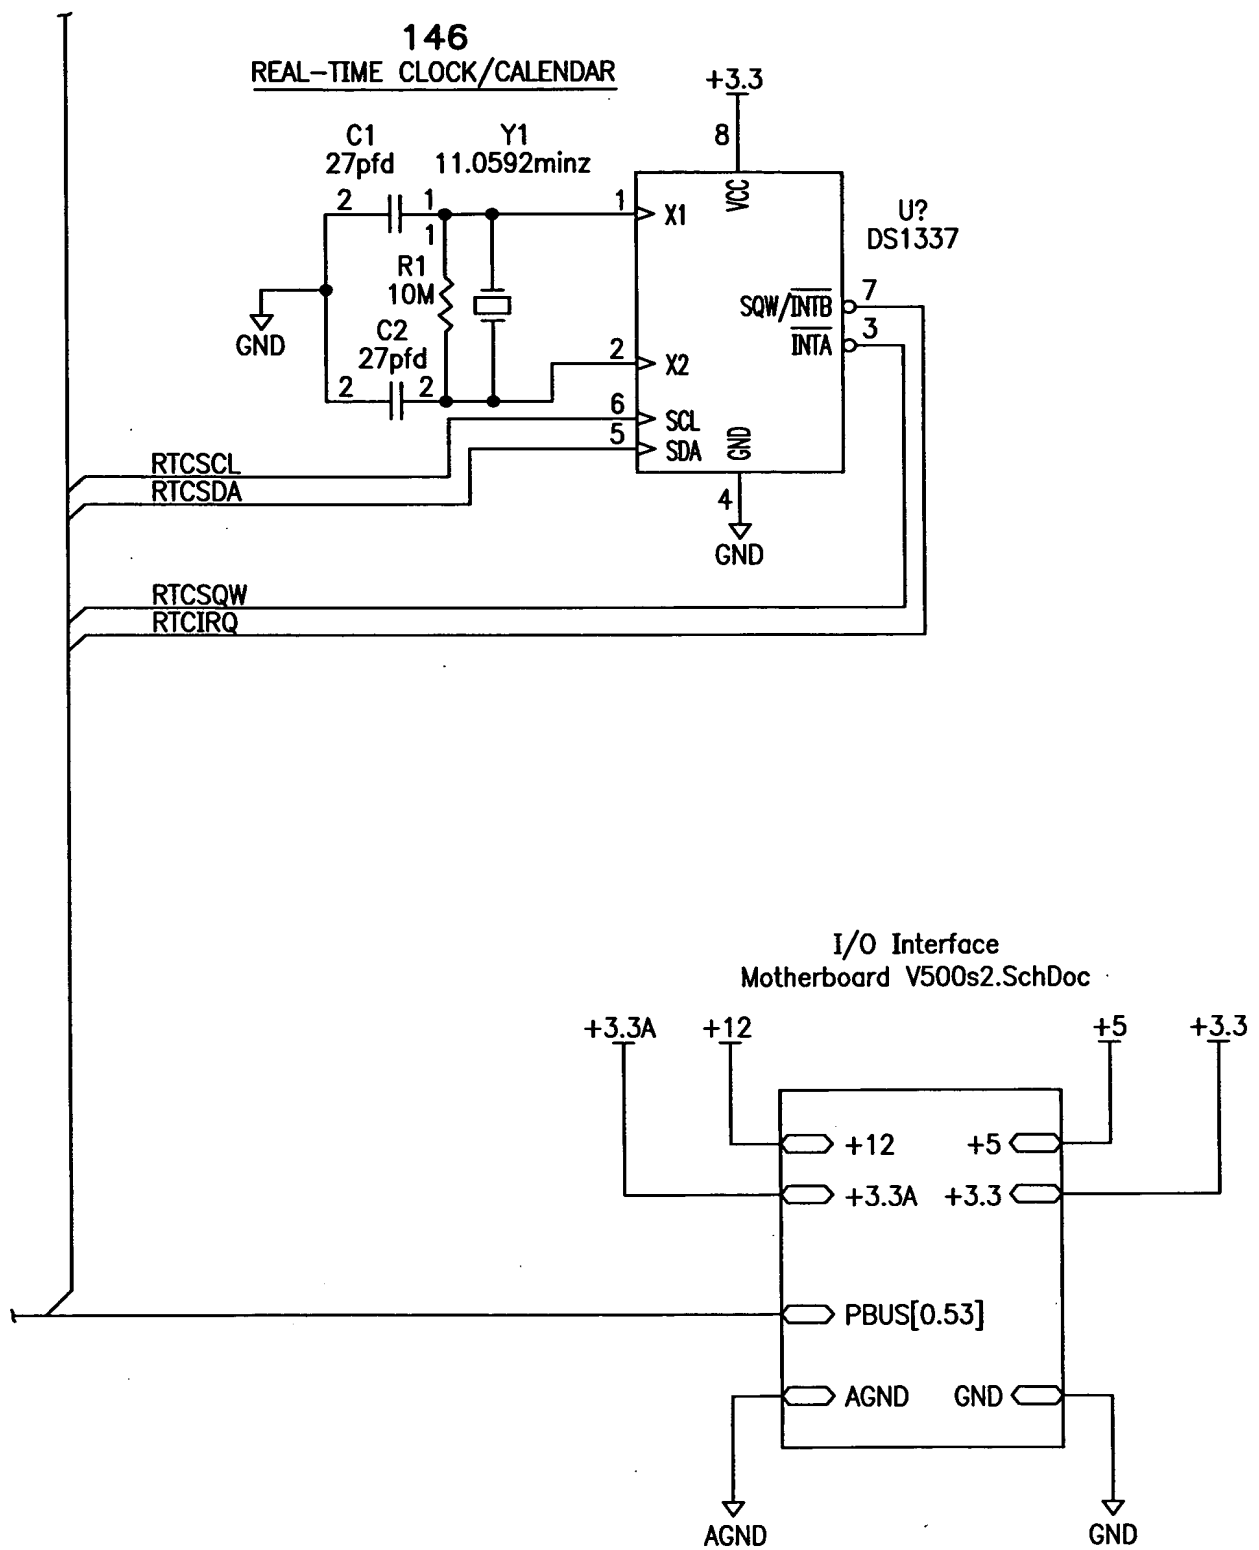 146
REAL-TIME CLOCK/CALENDAR
+3.3
8
C1
27pfd
Y1
11.0592minz
2
1
1
1
X1
VCC
U?
DS1337
R1
10M
SQW/INTB
7
INTA
3
GND
C2
27pfd
2
X2
2
2
6
SCL
5
SDA
GND
4
GND
RTCSCL
RTCSDA
RTCSQW
RTCIRQ
I/O Interface
Motherboard V500s2.SchDoc
+3.3A
+12
+5
+3.3
+12
+5
+3.3A
+3.3
PBUS[0.53]
AGND
GND
AGND
GND